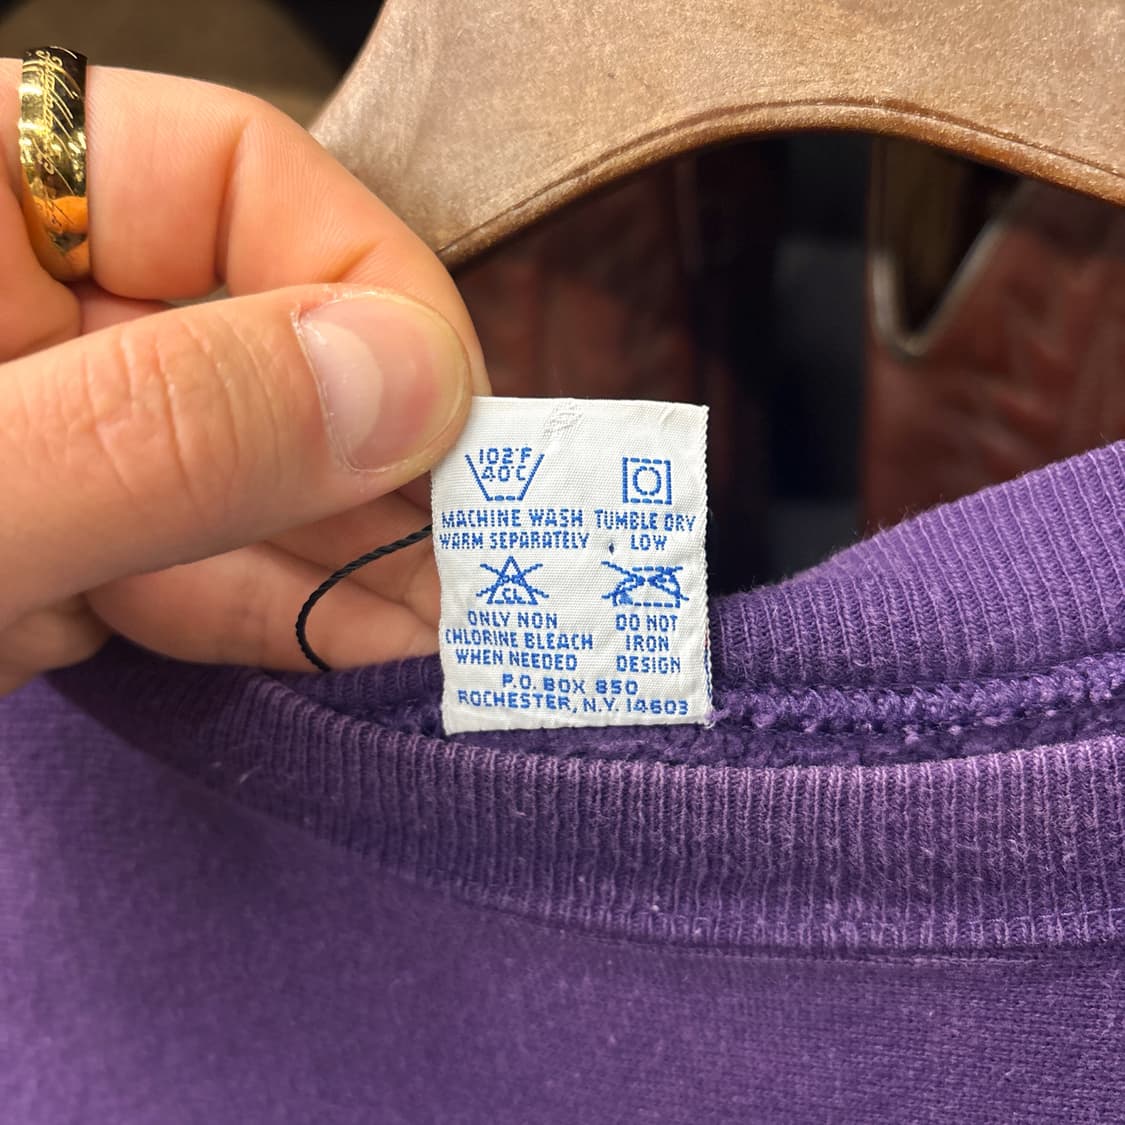 102°F
40°C
MACHINE WASH
WARM SEPARATELY
TUMBLE DRY
LOW
CL
ONLY NON
CHLORINE BLEACH
WHEN NEEDED
DO NOT
IRON
DESIGN
P.O. BOX 850
ROCHESTER, N.Y. 14603